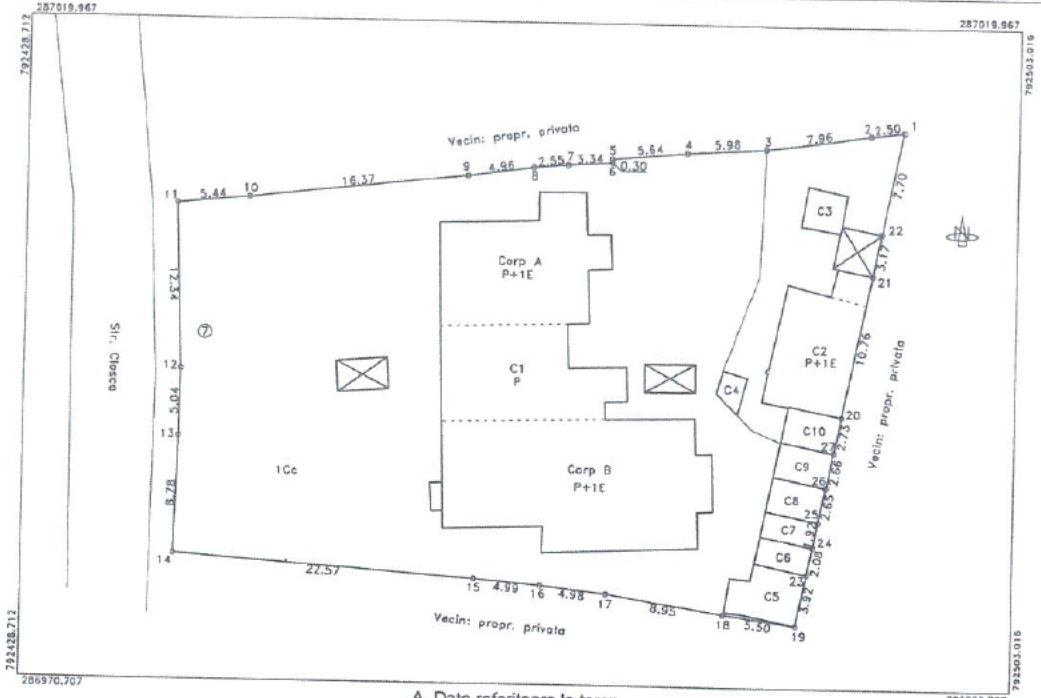 287019.967
287019.967
792428.712
792503.016
Vecin: propr. privata
11 5.44 10 16.37 9 4.96 8 2.55 7 3.34 6 5 0.30 5.64 4 5.98 3 7.96 2 2.50 1
7.70
C3
22
3.17
21
Corp A
P+1E
12.34
7
Str. Closca
12
C1
P
C2
P+1E
10.76
Vecin: propr. privata
C4
5.04
13
20
C10
2.73
27
C9
2.66
26
1Cc
Corp B
P+1E
C8
2.65
25
8.78
C7
1.92
24
C6
2.08
23
14
22.57
15 4.99 16 4.98 17 8.95 18 5.50 19
C5
3.92
Vecin: propr. privata
792428.712
792503.016
286970.707